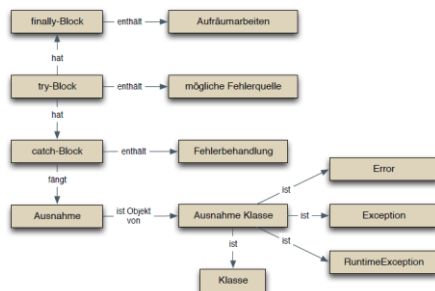 finally-Block
enthält
Aufräumarbeiten
hat
try-Block
enthält
mögliche Fehlerquelle
hat
catch-Block
enthält
Fehlerbehandlung
fängt
Error
ist
Ausnahme
ist Objekt
von
Ausnahme Klasse
ist
Exception
ist
ist
RuntimeException
Klasse